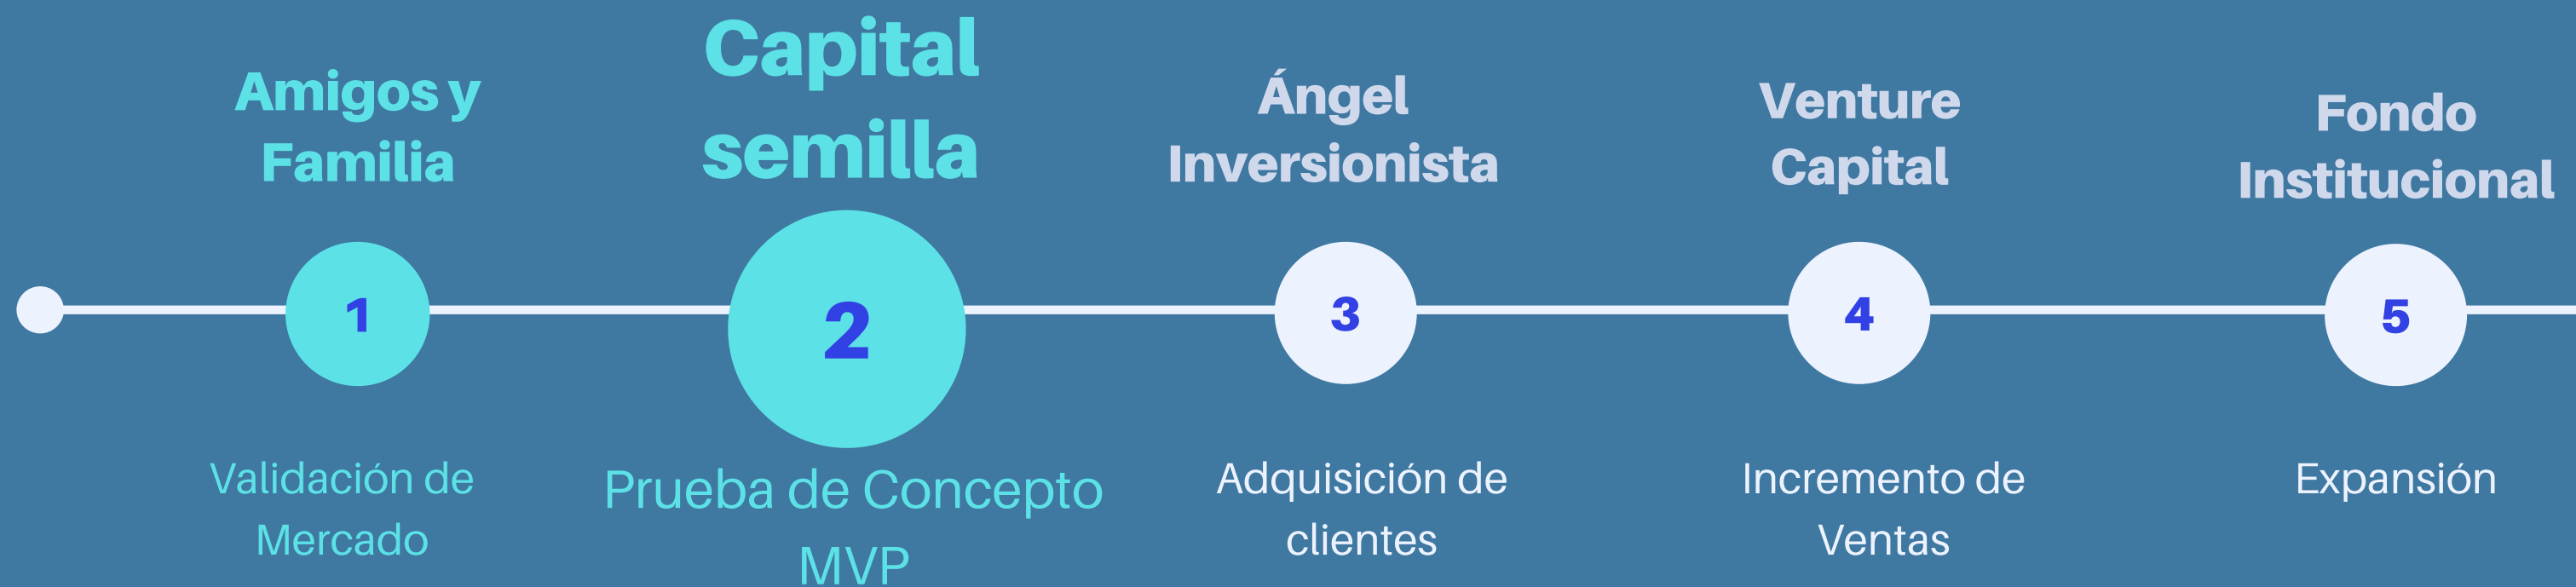 Amigos y
Familia
Capital
semilla
Ángel
Inversionista
Venture
Capital
Fondo
Institucional
1
2
3
4
5
Validación de
Mercado
Prueba de Concepto
MVP
Adquisición de
clientes
Incremento de
Ventas
Expansión